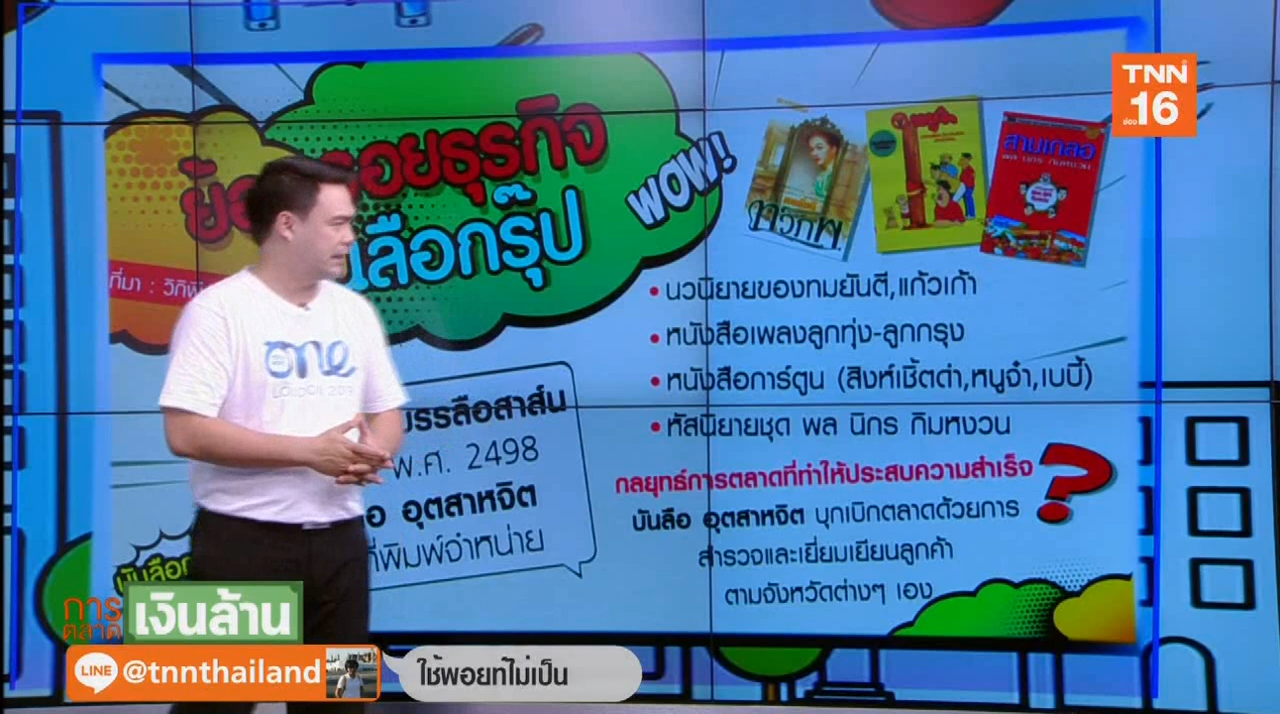 TNN
ช่อง 16
ธุรกิจ
WOW!
สามเกลอ
พล นิกร กิมหงวน
ที่มา :
• นวนิยายของทมยันตี,แก้วเก้า
• หนังสือเพลงลูกทุ่ง-ลูกกรุง
• หนังสือการ์ตูน (สิงห์เชิ้ตดำ,หนูจ๋า,เบบี้)
• หัสนิยายชุด พล นิกร กิมหงวน
one
LONDON 2019
บรรลือสาส์น
พ.ศ. 2498
อุตสาหจิต
ที่พิมพ์จำหน่าย
กลยุทธ์การตลาดที่ทำให้ประสบความสำเร็จ
?
บันลือ อุตสาหจิต บุกเบิกตลาดด้วยการ
สำรวจและเยี่ยมเยียนลูกค้า
ตามจังหวัดต่างๆ เอง
การตลาด เงินล้าน
LINE @tnnthailand
ใช้พอยท์ไม่เป็น